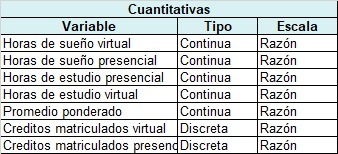 Cuantitativas
Variable Tipo Escala
Horas de sueño virtual Continua Razón
Horas de sueño presencial Continua Razón
Horas de estudio presencial Continua Razón
Horas de estudio virtual Continua Razón
Promedio ponderado Continua Razón
Creditos matriculados virtual Discreta Razón
Creditos matriculados presenc Discreta Razón